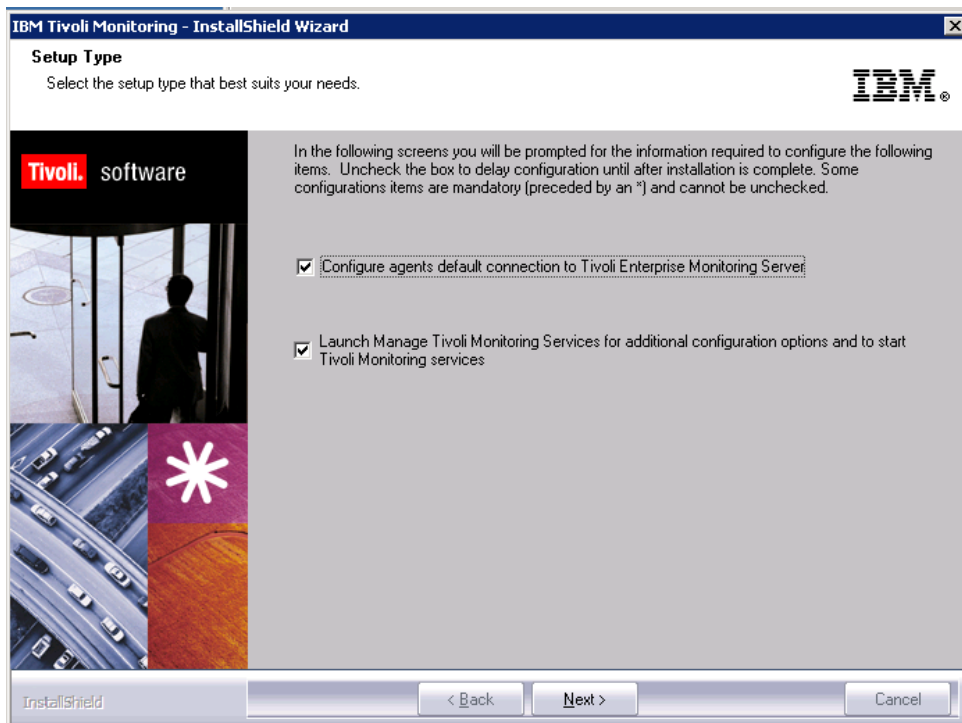 IBM Tivoli Monitoring - InstallShield Wizard
Setup Type
Select the setup type that best suits your needs.
IBM®
Tivoli. software
In the following screens you will be prompted for the information required to configure the following
items. Uncheck the box to delay configuration until after installation is complete. Some
configurations items are mandatory (preceded by an *) and cannot be unchecked.
Configure agents default connection to Tivoli Enterprise Monitoring Server
Launch Manage Tivoli Monitoring Services for additional configuration options and to start
Tivoli Monitoring services
InstallShield
< Back
Next >
Cancel